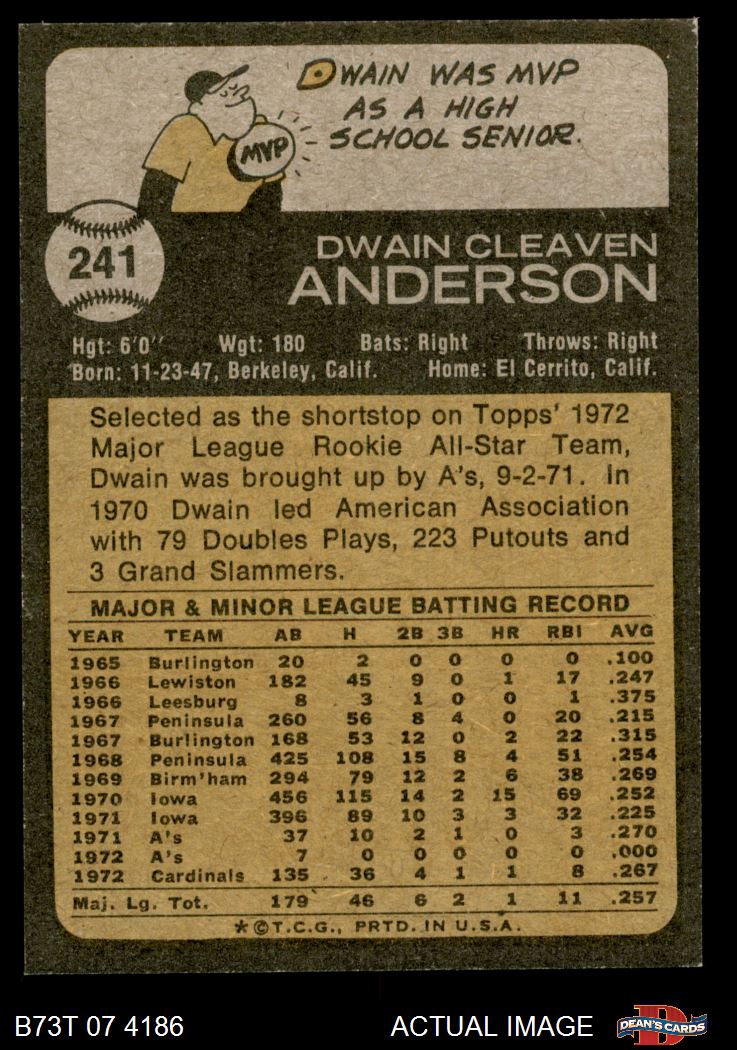 DWAIN WAS MVP
AS A HIGH
SCHOOL SENIOR.
MVP
241
DWAIN CLEAVEN
ANDERSON
Hgt: 6'0'' Wgt: 180 Bats: Right Throws: Right
Born: 11-23-47, Berkeley, Calif. Home: El Cerrito, Calif.
Selected as the shortstop on Topps' 1972
Major League Rookie All-Star Team,
Dwain was brought up by A's, 9-2-71. In
1970 Dwain led American Association
with 79 Doubles Plays, 223 Putouts and
3 Grand Slammers.
MAJOR & MINOR LEAGUE BATTING RECORD
YEAR TEAM AB H 2B 3B HR RBI AVG
1965 Burlington 20 2 0 0 0 0 .100
1966 Lewiston 182 45 9 0 1 17 .247
1966 Leesburg 8 3 1 0 0 1 .375
1967 Peninsula 260 56 8 4 0 20 .215
1967 Burlington 168 53 12 0 2 22 .315
1968 Peninsula 425 108 15 8 4 51 .254
1969 Birm'ham 294 79 12 2 6 38 .269
1970 Iowa 456 115 14 2 15 69 .252
1971 Iowa 396 89 10 3 3 32 .225
1971 A's 37 10 2 1 0 3 .270
1972 A's 7 0 0 0 0 0 .000
1972 Cardinals 135 36 4 1 1 8 .267
Maj. Lg. Tot. 179 46 6 2 1 11 .257
*©T.C.G., PRTD. IN U.S.A.
B73T 07 4186 ACTUAL IMAGE
D
DEAN'S CARDS